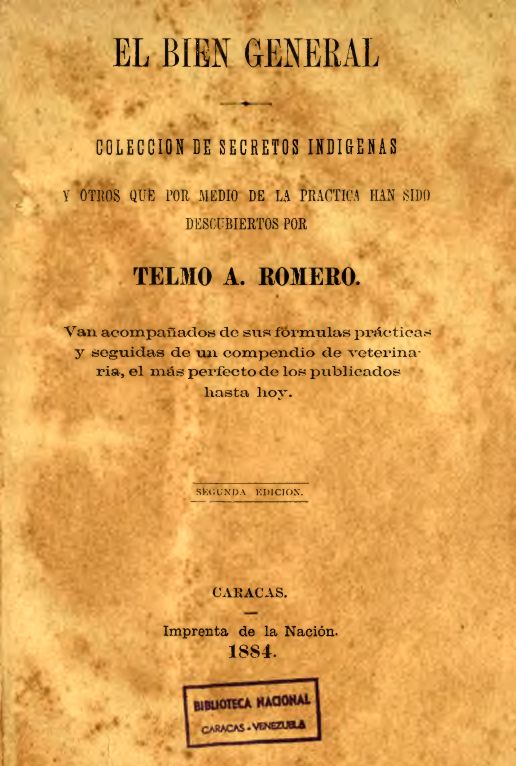 EL BIEN GENERAL
COLECCION DE SECRETOS INDIGENAS
Y OTROS QUE POR MEDIO DE LA PRACTICA HAN SIDO
DESCUBIERTOS POR
TELMO A. ROMERO.
Van acompañados de sus fórmulas prácticas
y seguidas de un compendio de veterina-
ria, el más perfecto de los publicados
hasta hoy.
SEGUNDA EDICION.
CARACAS.
Imprenta de la Nación.
1884.
BIBLIOTECA NACIONAL
CARACAS - VENEZUELA